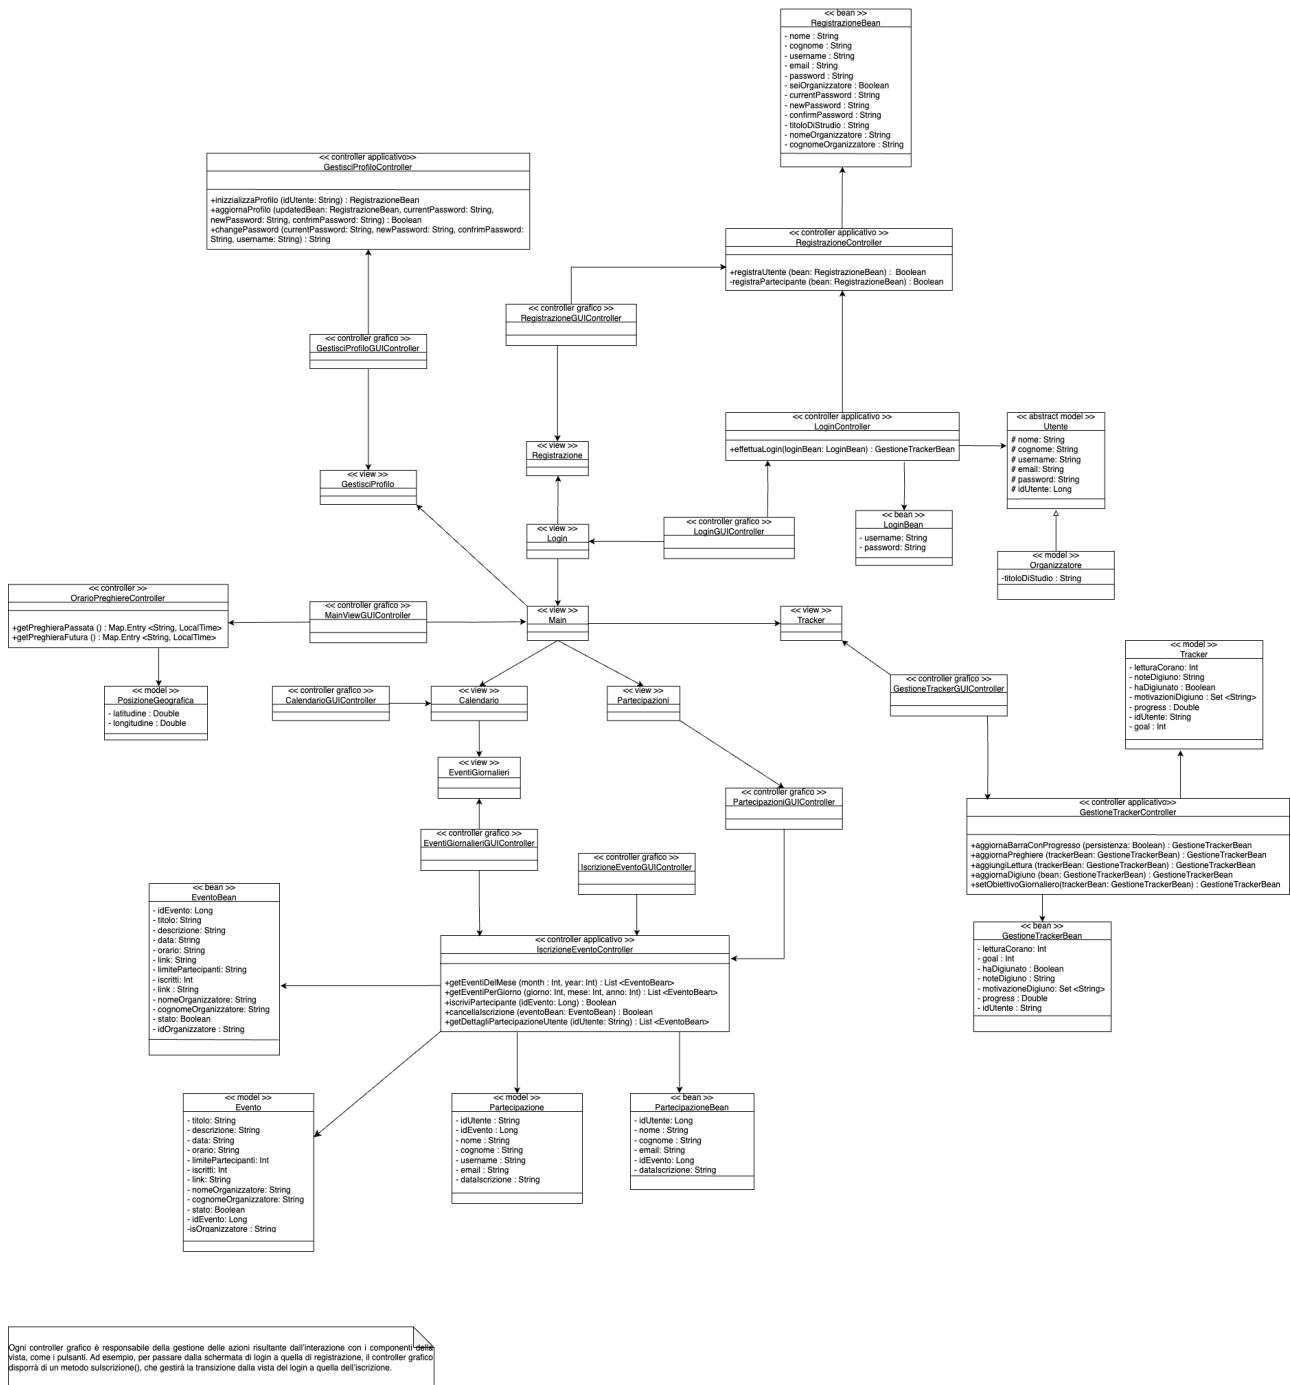 << bean >>
RegistrazioneBean
- nome : String
- cognome : String
- username : String
- email : String
- password : String
- seiOrganizzatore : Boolean
- currentPassword : String
- newPassword : String
- confirmPassword : String
- titoloDiStrudio : String
- nomeOrganizzatore : String
- cognomeOrganizzatore : String
<< controller applicativo>>
GestisciProfiloController
+inizzializzaProfilo (idUtente: String) : RegistrazioneBean
+aggiornaProfilo (updatedBean: RegistrazioneBean, currentPassword: String,
newPassword: String, confrimPassword: String) : Boolean
+changePassword (currentPassword: String, newPassword: String, confrimPassword:
String, username: String) : String
<< controller applicativo >>
RegistrazioneController
+registraUtente (bean: RegistrazioneBean) : Boolean
-registraPartecipante (bean: RegistrazioneBean) : Boolean
<< controller grafico >>
RegistrazioneGUIController
<< controller grafico >>
GestisciProfiloGUIController
<< controller applicativo >>
LoginController
+effettuaLogin(loginBean: LoginBean) : GestioneTrackerBean
<< abstract model >>
Utente
# nome: String
# cognome: String
# username: String
# email: String
# password: String
# idUtente: Long
<< view >>
Registrazione
<< view >>
GestisciProfilo
<< bean >>
LoginBean
- username: String
- password: String
<< controller grafico >>
LoginGUIController
<< view >>
Login
<< model >>
Organizzatore
-titoloDiStudio : String
<< controller >>
OrarioPreghiereController
+getPreghieraPassata () : Map.Entry <String, LocalTime>
+getPreghieraFutura () : Map.Entry <String, LocalTime>
<< controller grafico >>
MainViewGUIController
<< view >>
Main
<< view >>
Tracker
<< model >>
Tracker
- letturaCorano: Int
- noteDigiuno: String
- haDigiunato : Boolean
- motivazioniDigiuno : Set <String>
- progress : Double
- idUtente: String
- goal : Int
<< controller grafico >>
GestioneTrackerGUIController
<< model >>
PosizioneGeografica
- latitudine : Double
- longitudine : Double
<< controller grafico >>
CalendarioGUIController
<< view >>
Calendario
<< view >>
Partecipazioni
<< view >>
EventiGiornalieri
<< controller grafico >>
PartecipazioniGUIController
<< controller applicativo>>
GestioneTrackerController
+aggiornaBarraConProgresso (persistenza: Boolean) : GestioneTrackerBean
+aggiornaPreghiere (trackerBean: GestioneTrackerBean) : GestioneTrackerBean
+aggiungiLettura (trackerBean: GestioneTrackerBean) : GestioneTrackerBean
+aggiornaDigiuno (bean: GestioneTrackerBean) : GestioneTrackerBean
+setObiettivoGiornaliero(trackerBean: GestioneTrackerBean) : GestioneTrackerBean
<< controller grafico >>
EventiGiornalieriGUIController
<< controller grafico >>
IscrizioneEventoGUIController
<< bean >>
EventoBean
- idEvento: Long
- titolo: String
- descrizione: String
- data: String
- orario: String
- link: String
- limitePartecipanti: String
- iscritti: Int
- link : String
- nomeOrganizzatore: String
- cognomeOrganizzatore: String
- stato: Boolean
- idOrganizzatore : String
<< controller applicativo >>
IscrizioneEventoController
+getEventiDelMese (month : Int, year: Int) : List <EventoBean>
+getEventiPerGiorno (giorno: Int, mese: Int, anno: Int) : List <EventoBean>
+iscriviPartecipante (idEvento: Long) : Boolean
+cancellaIscrizione (eventoBean: EventoBean) : Boolean
+getDettagliPartecipazioneUtente (idUtente: String) : List <EventoBean>
<< bean >>
GestioneTrackerBean
- letturaCorano: Int
- goal : Int
- haDigiunato : Boolean
- noteDigiuno : String
- motivazioneDigiuno: Set <String>
- progress : Double
- idUtente : String
<< model >>
Evento
- titolo: String
- descrizione: String
- data: String
- orario: String
- limitePartecipanti: Int
- iscritti: Int
- link: String
- nomeOrganizzatore: String
- cognomeOrganizzatore: String
- stato: Boolean
- idEvento: Long
-isOrganizzatore : String
<< model >>
Partecipazione
- idUtente : String
- idEvento : Long
- nome : String
- cognome : String
- username : String
- email : String
- dataIscrizione : String
<< bean >>
PartecipazioneBean
- idUtente: Long
- nome : String
- cognome : String
- email: String
- idEvento: Long
- dataIscrizione: String
Ogni controller grafico è responsabile della gestione delle azioni risultante dall'interazione con i componenti della
vista, come i pulsanti. Ad esempio, per passare dalla schermata di login a quella di registrazione, il controller grafico
disporrà di un metodo suIscrizione(), che gestirà la transizione dalla vista del login a quella dell'iscrizione.